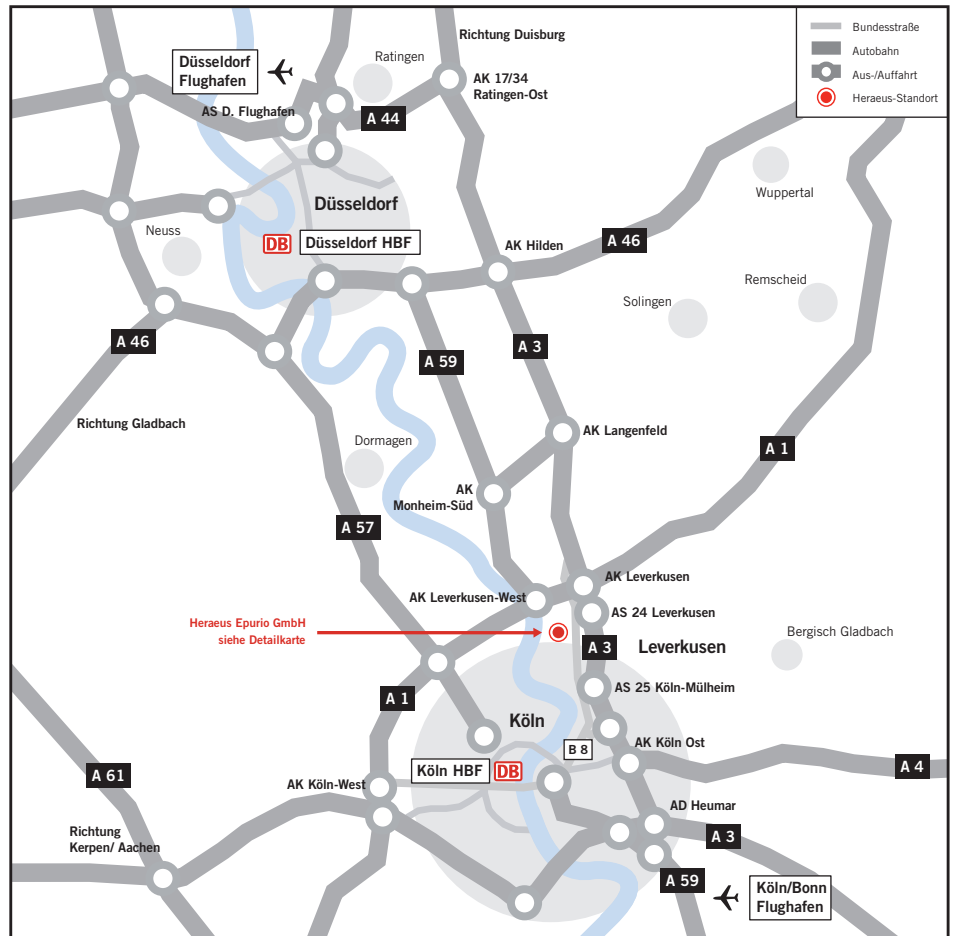 Richtung Duisburg
Bundesstraße
Autobahn
Aus-/Auffahrt
Heraeus-Standort
Düsseldorf
Flughafen
Ratingen
AK 17/34
Ratingen-Ost
AS D. Flughafen
A 44
Wuppertal
Düsseldorf
Neuss
DB
Düsseldorf HBF
AK Hilden
A 46
Solingen
Remscheid
A 46
A 59
A 3
Richtung Gladbach
Dormagen
AK Langenfeld
A 1
AK
Monheim-Süd
A 57
AK Leverkusen-West
AK Leverkusen
AS 24 Leverkusen
Heraeus Epurio GmbH
siehe Detailkarte
A 3
Leverkusen
Bergisch Gladbach
AS 25 Köln-Mülheim
A 1
Köln
B 8
AK Köln Ost
Köln HBF
DB
A 4
A 61
AK Köln-West
AD Heumar
A 3
Richtung
Kerpen/ Aachen
A 59
Köln/Bonn
Flughafen